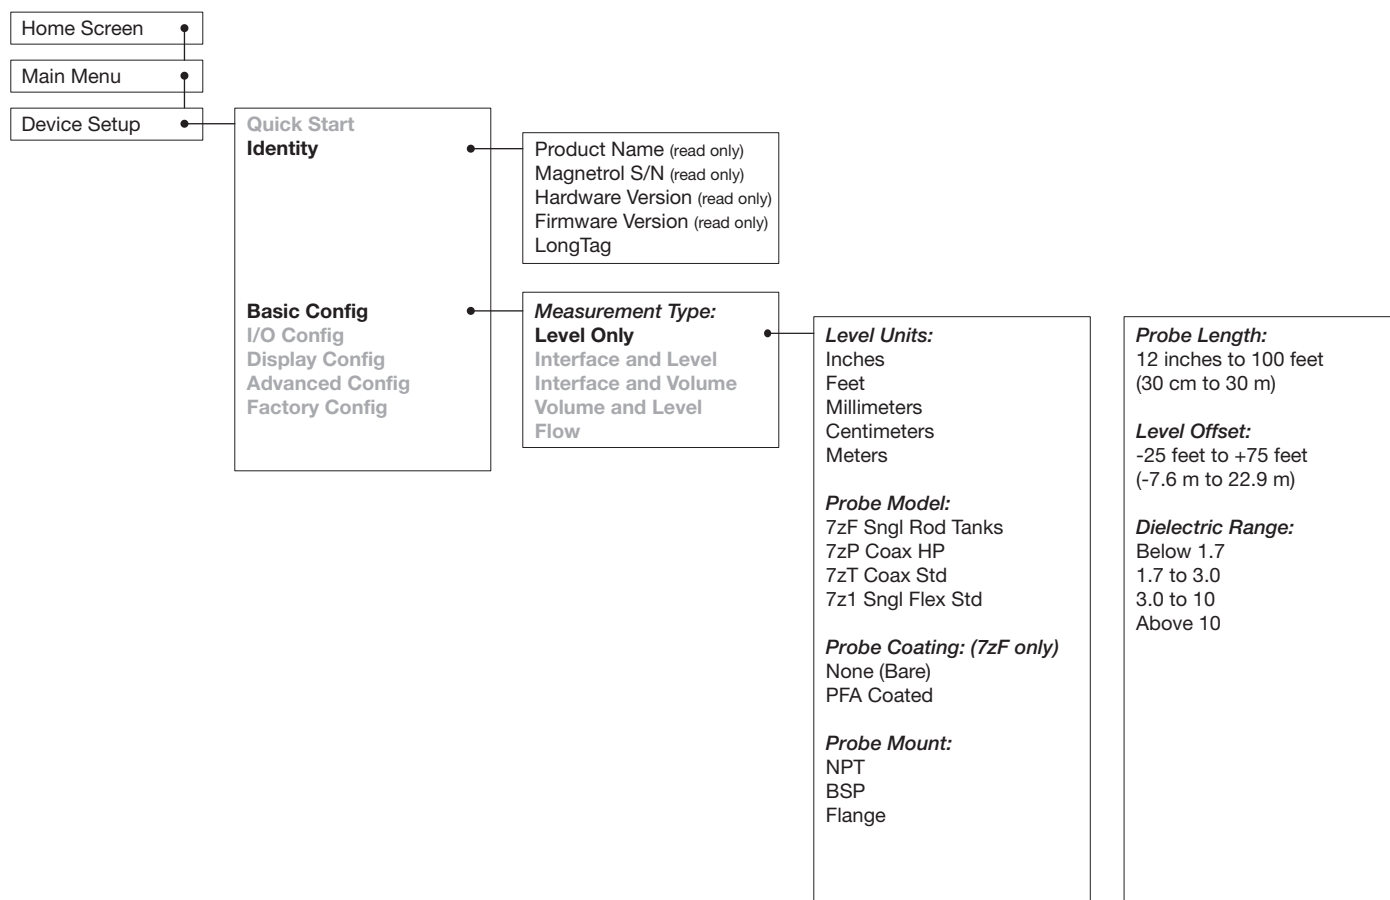 Home Screen
Main Menu
Device Setup
Quick Start
Identity
Product Name (read only)
Magnetrol S/N (read only)
Hardware Version (read only)
Firmware Version (read only)
LongTag
Basic Config
I/O Config
Display Config
Advanced Config
Factory Config
Measurement Type:
Level Only
Interface and Level
Interface and Volume
Volume and Level
Flow
Level Units:
Inches
Feet
Millimeters
Centimeters
Meters
Probe Model:
7zF Sngl Rod Tanks
7zP Coax HP
7zT Coax Std
7z1 Sngl Flex Std
Probe Coating: (7zF only)
None (Bare)
PFA Coated
Probe Mount:
NPT
BSP
Flange
Probe Length:
12 inches to 100 feet
(30 cm to 30 m)
Level Offset:
-25 feet to +75 feet
(-7.6 m to 22.9 m)
Dielectric Range:
Below 1.7
1.7 to 3.0
3.0 to 10
Above 10